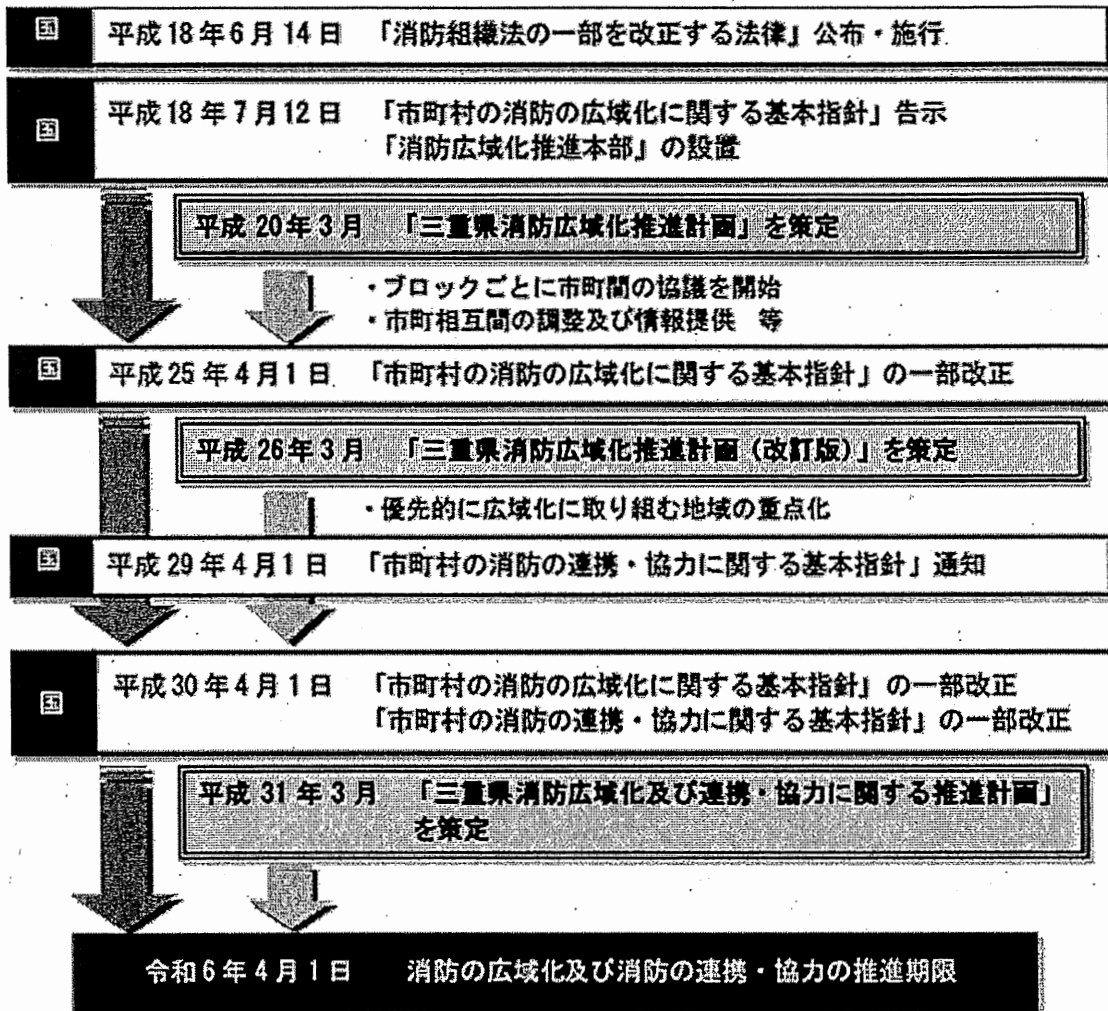 国 平成18年6月14日 「消防組織法の一部を改正する法律」公布・施行
国 平成18年7月12日 「市町村の消防の広域化に関する基本指針」告示
「消防広域化推進本部」の設置
平成20年3月 「三重県消防広域化推進計画」を策定
・ブロックごとに市町間の協議を開始
・市町相互間の調整及び情報提供 等
国 平成25年4月1日 「市町村の消防の広域化に関する基本指針」の一部改正
平成26年3月 「三重県消防広域化推進計画（改訂版）」を策定
・優先的に広域化に取り組む地域の重点化
国 平成29年4月1日 「市町村の消防の連携・協力に関する基本指針」通知
国 平成30年4月1日 「市町村の消防の広域化に関する基本指針」の一部改正
「市町村の消防の連携・協力に関する基本指針」の一部改正
平成31年3月 「三重県消防広域化及び連携・協力に関する推進計画」
を策定
令和6年4月1日 消防の広域化及び消防の連携・協力の推進期限